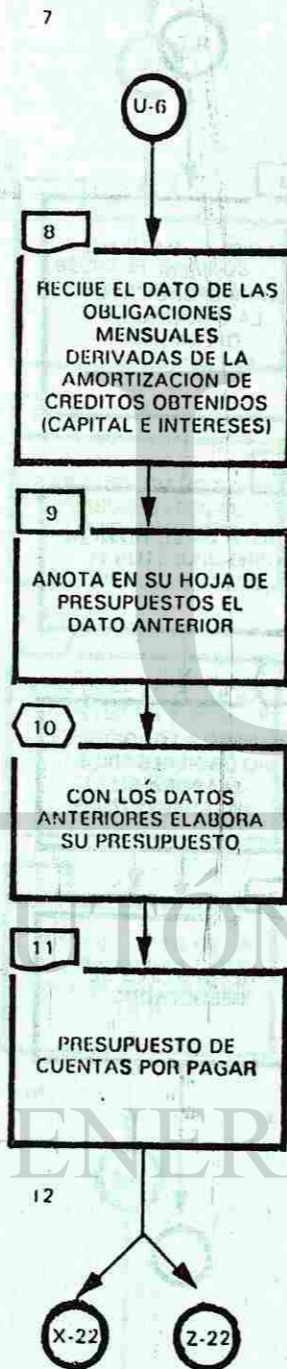 7
U-6
8
RECIBE EL DATO DE LAS
OBLIGACIONES
MENSUALES
DERIVADAS DE LA
AMORTIZACION DE
CREDITOS OBTENIDOS
(CAPITAL E INTERESES)
9
ANOTA EN SU HOJA DE
PRESUPUESTOS EL
DATO ANTERIOR
10
CON LOS DATOS
ANTERIORES ELABORA
SU PRESUPUESTO
UTIÓN
11
PRESUPUESTO DE
CUENTAS POR PAGAR
ENER
12
X-22
Z-22